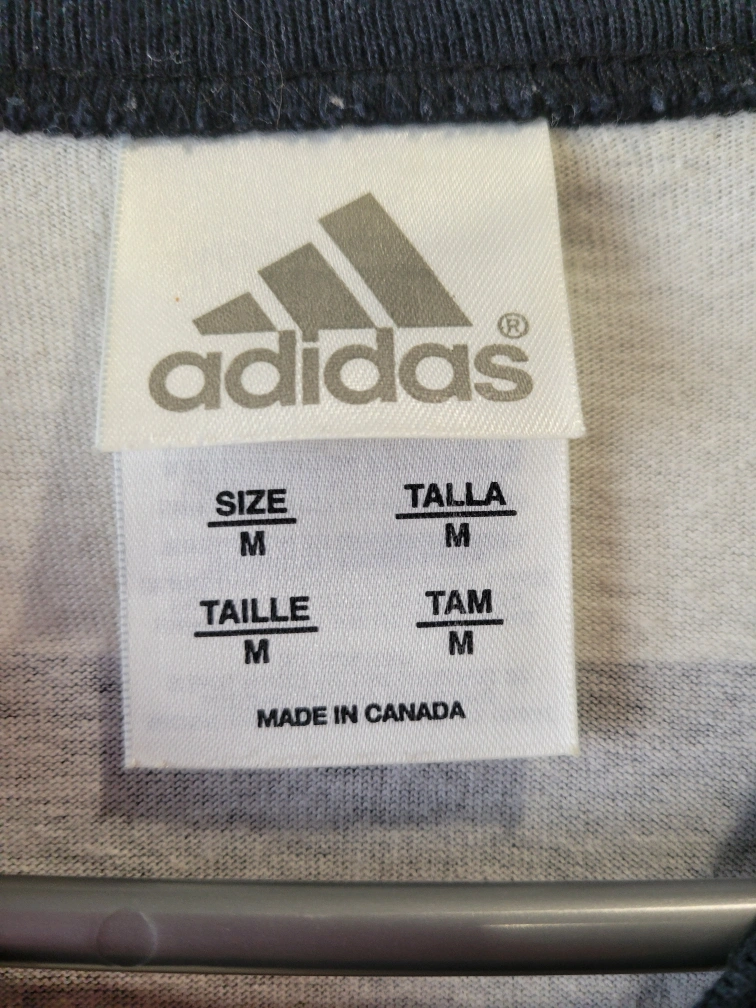 adidas®
SIZE TALLA
M M
TAILLE TAM
M M
MADE IN CANADA